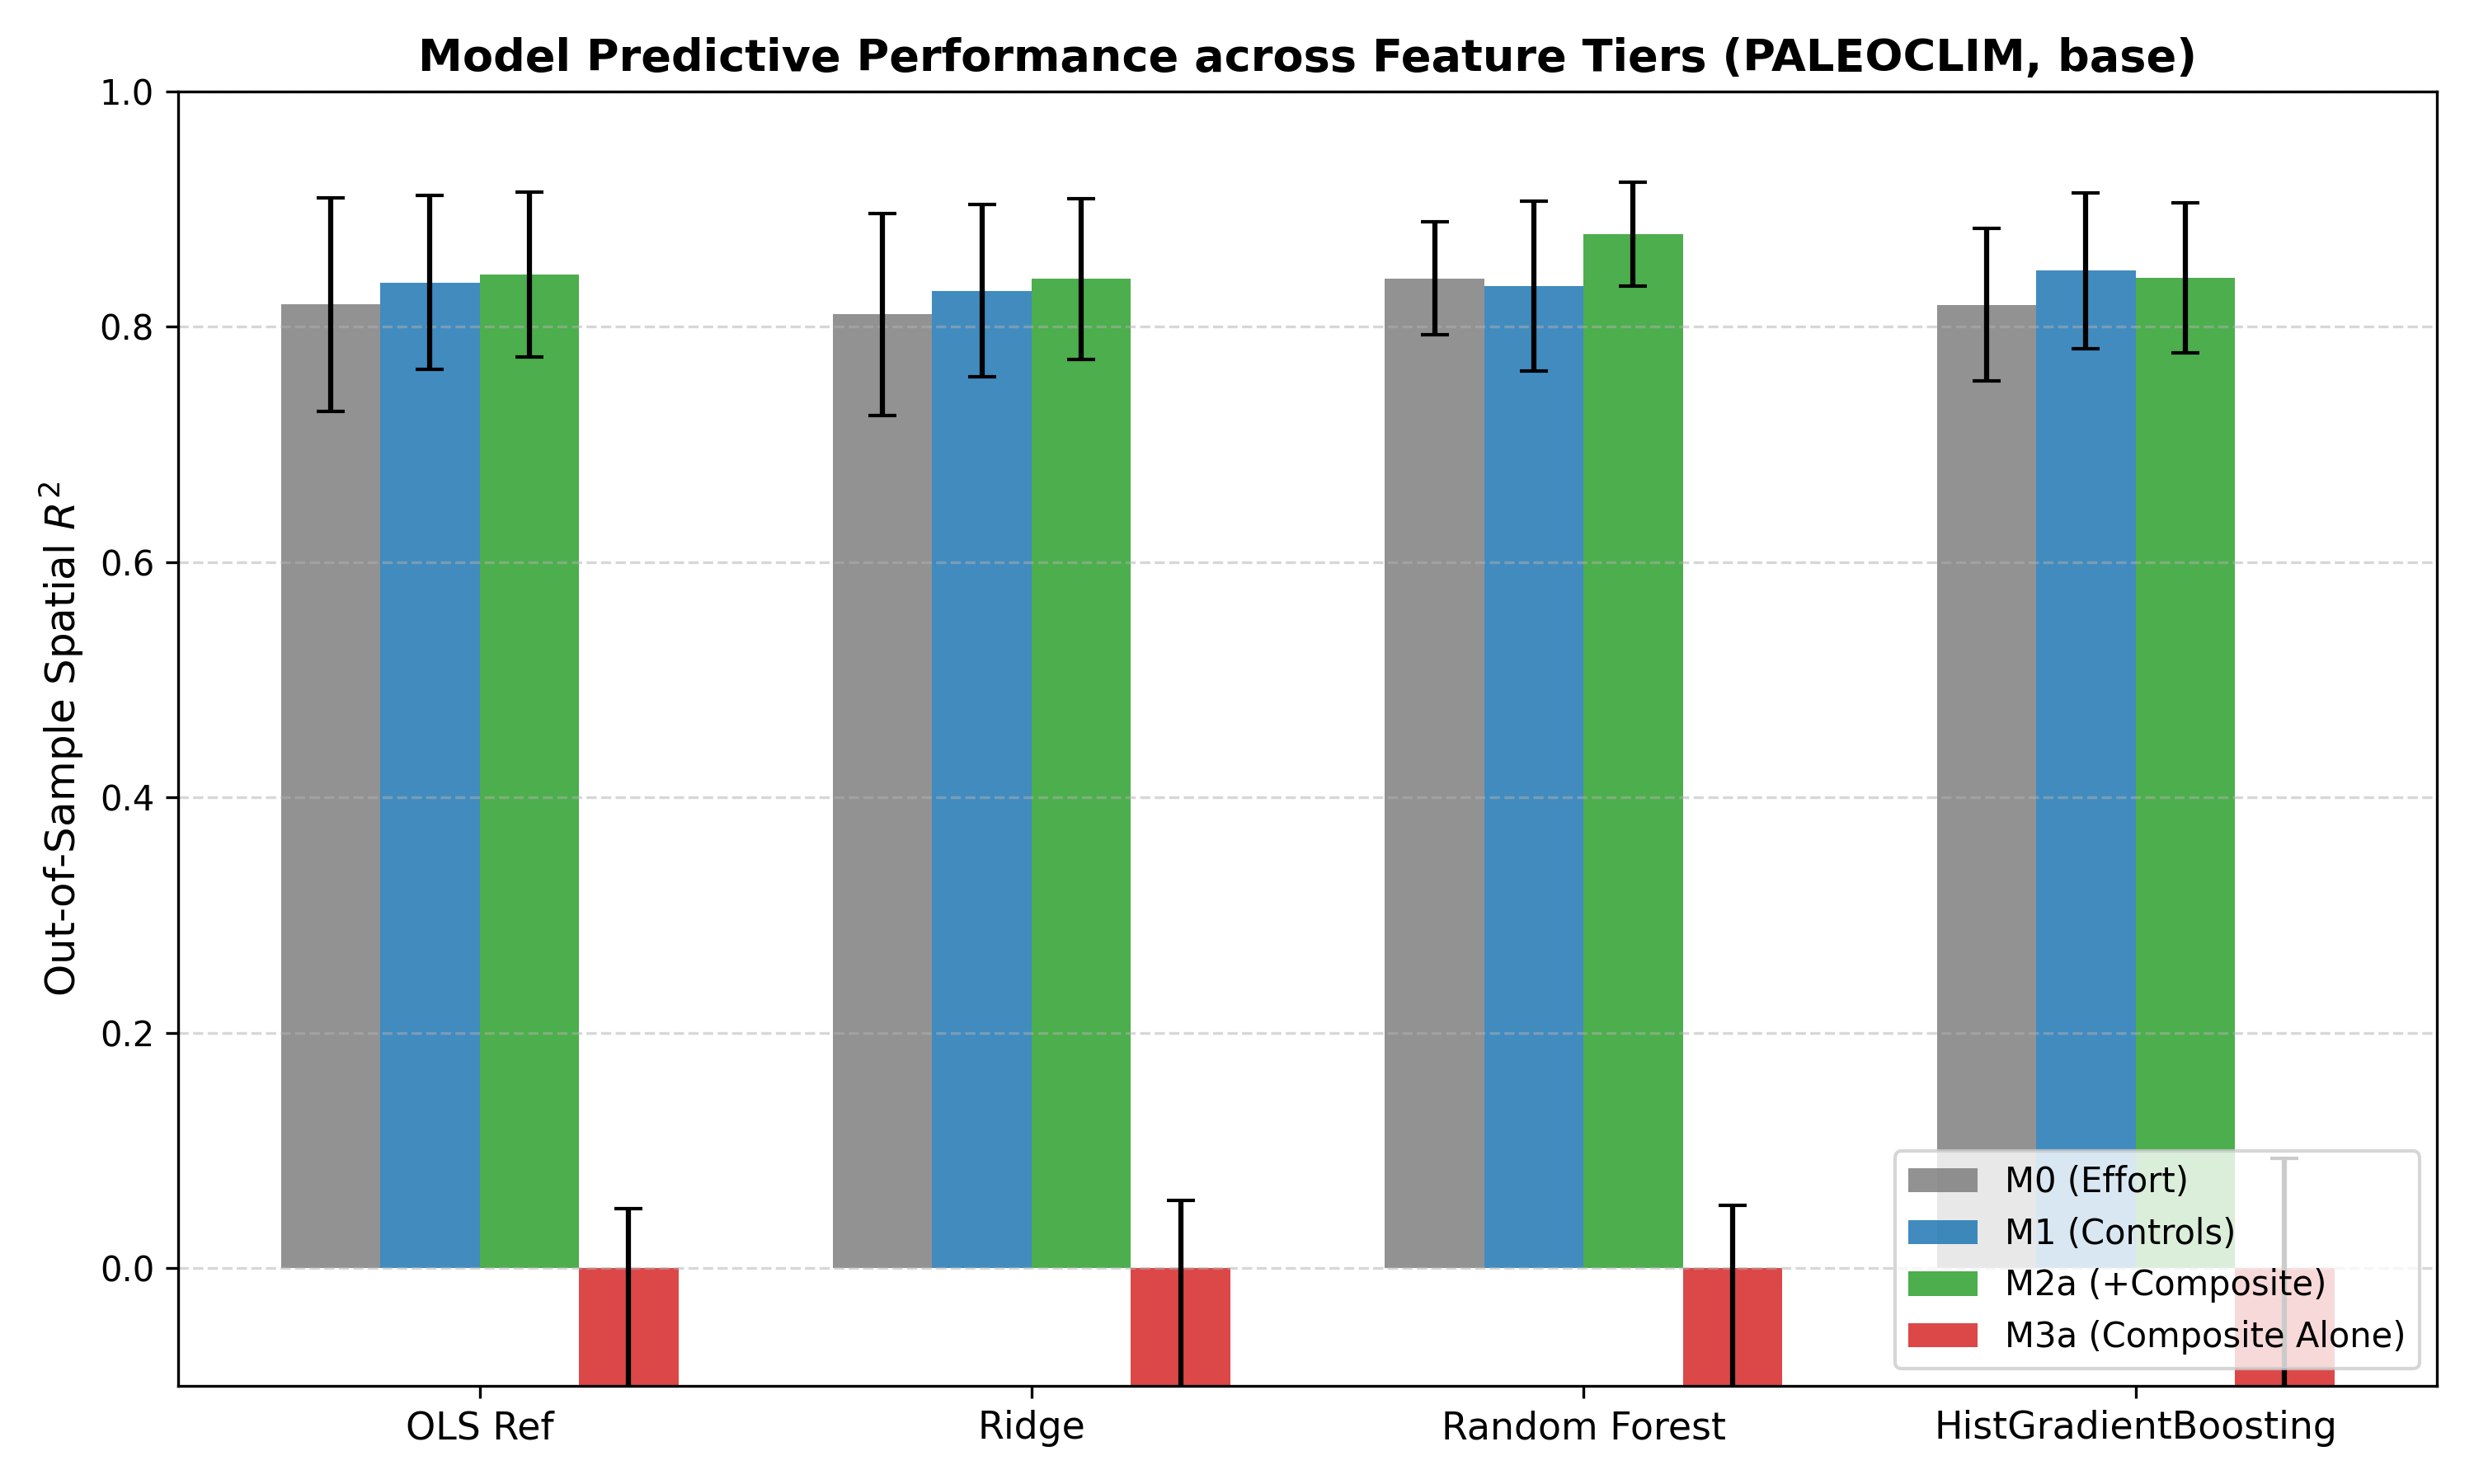 Model Predictive Performance across Feature Tiers (PALEOCLIM, base)
Out-of-Sample Spatial R²
1.0
0.8
0.6
0.4
0.2
0.0
OLS Ref
Ridge
Random Forest
HistGradientBoosting
M0 (Effort)
M1 (Controls)
M2a (+Composite)
M3a (Composite Alone)